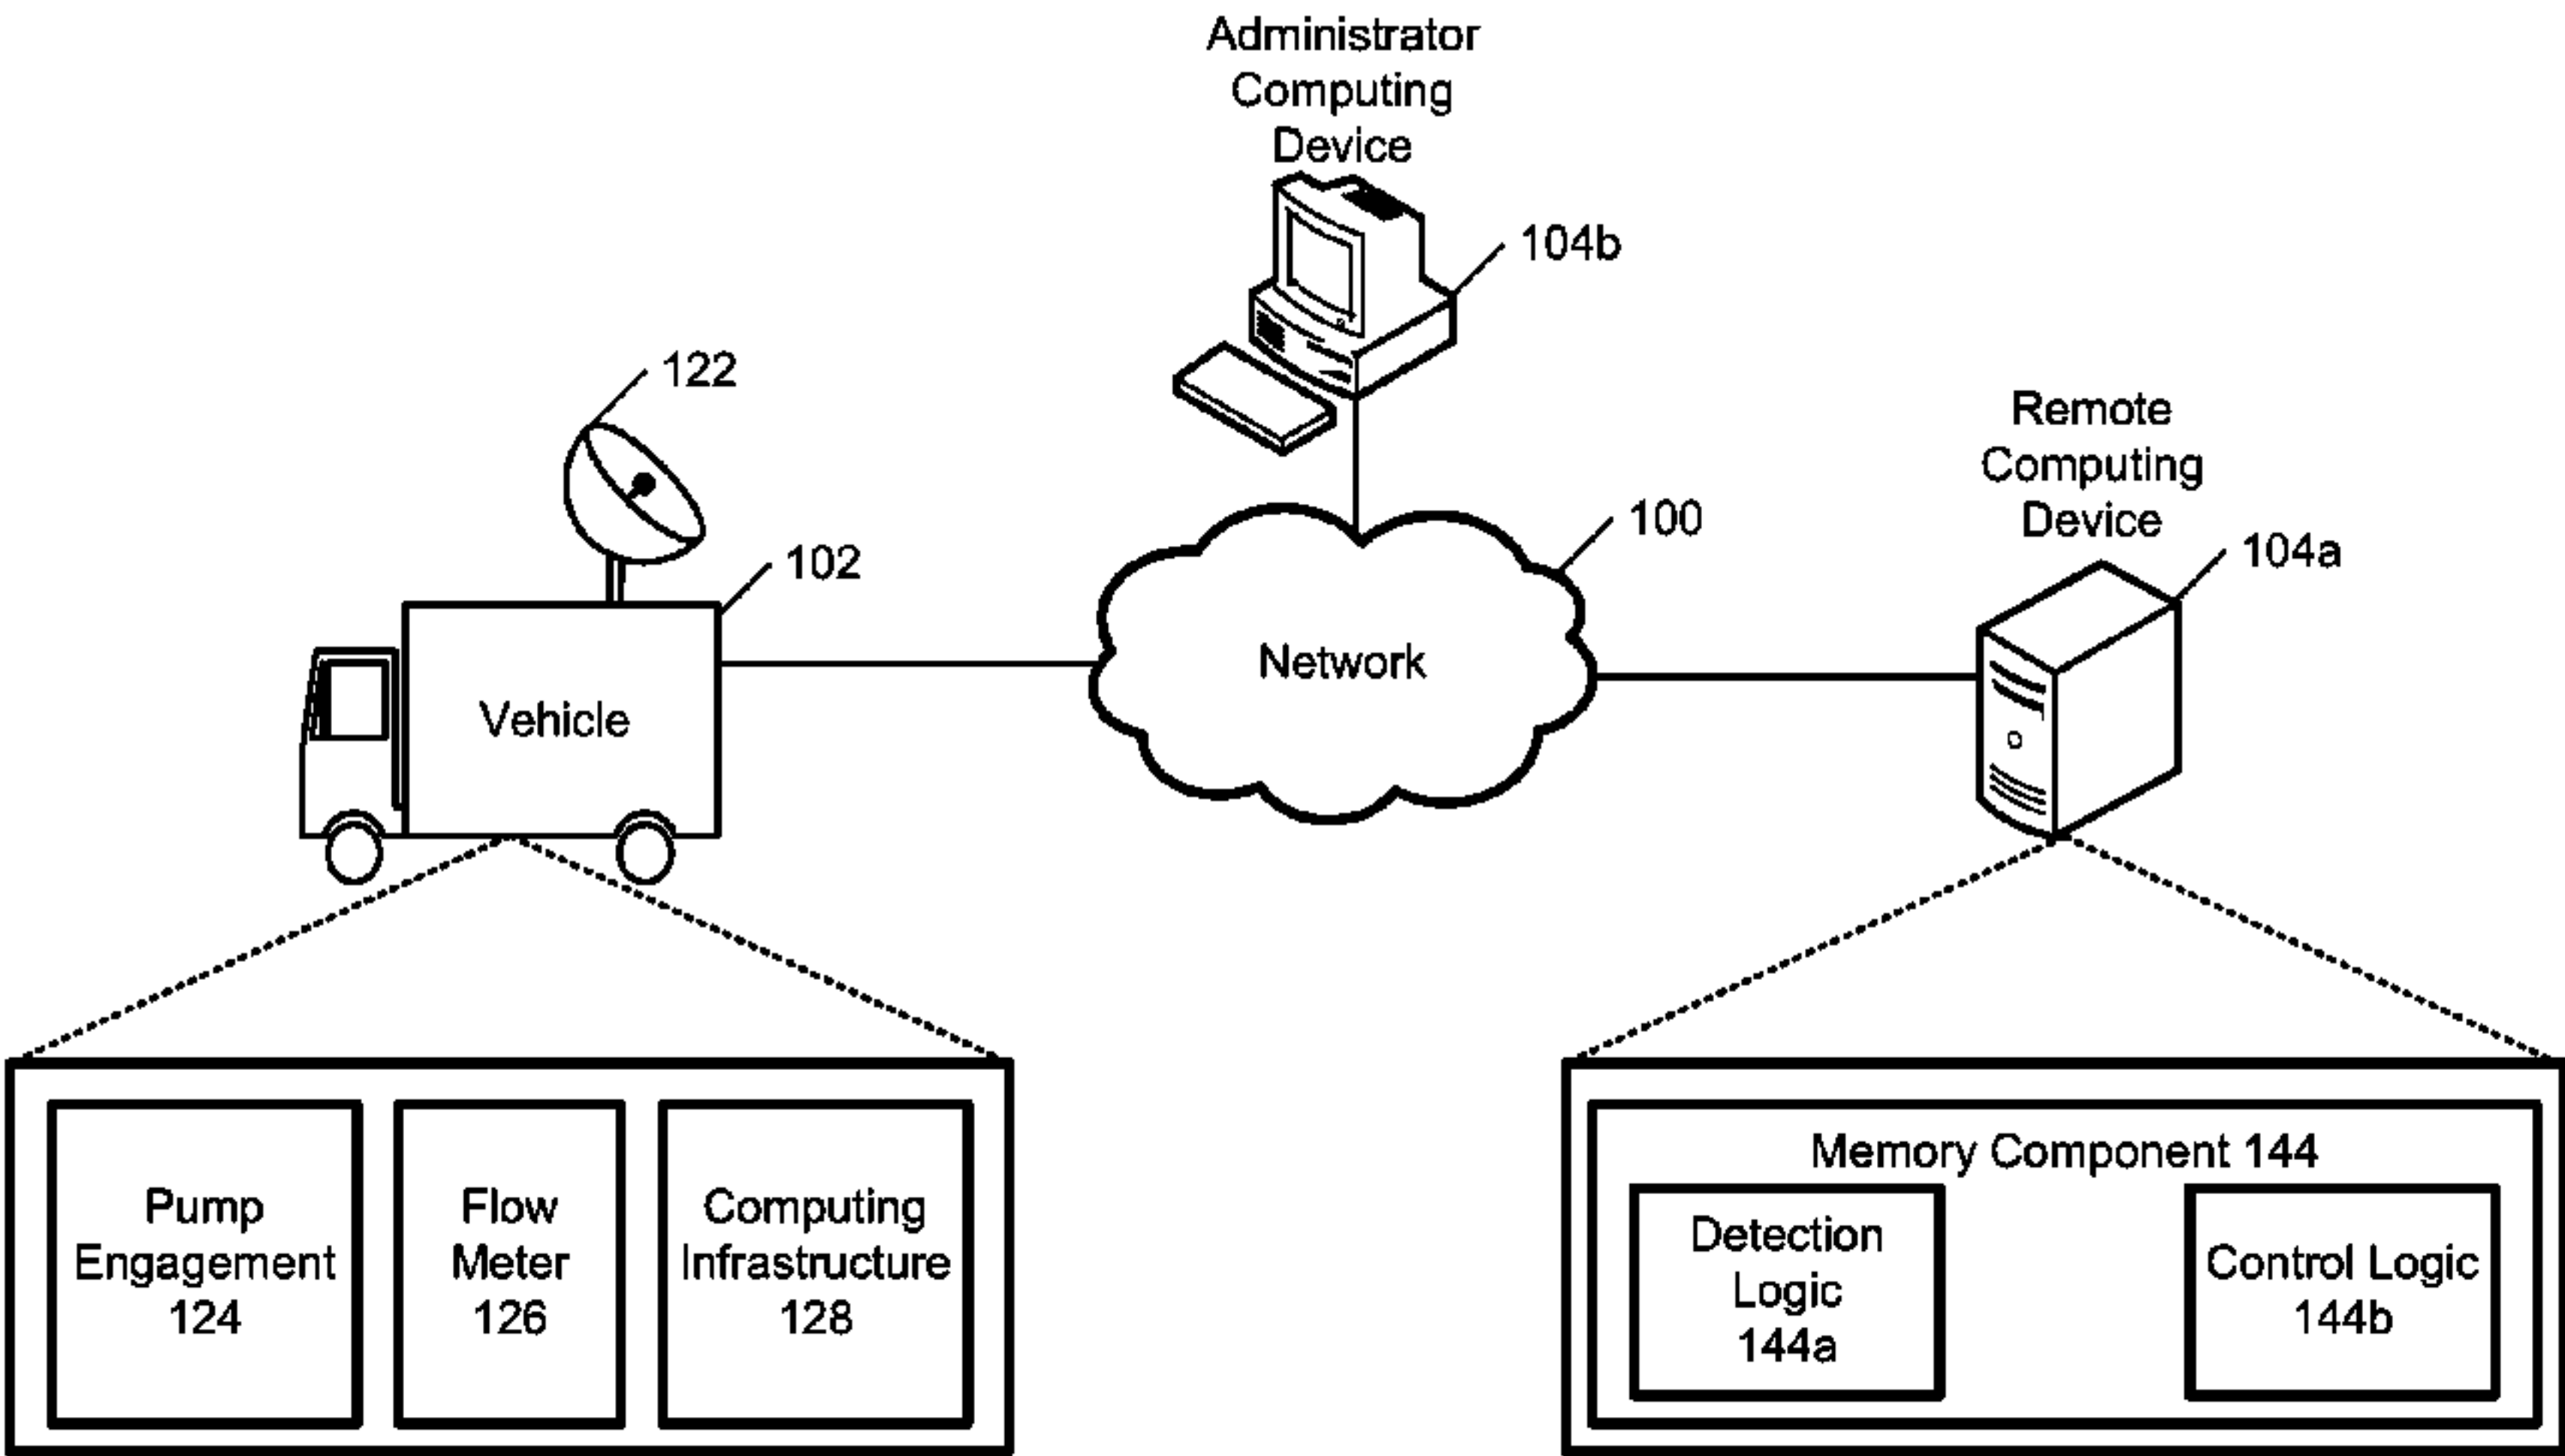 Administrator
Computing
Device
104b
122
Remote
Computing
Device
100
102
104a
Network
Vehicle
Pump
Engagement
124
Flow
Meter
126
Computing
Infrastructure
128
Memory Component 144
Detection
Logic
144a
Control Logic
144b